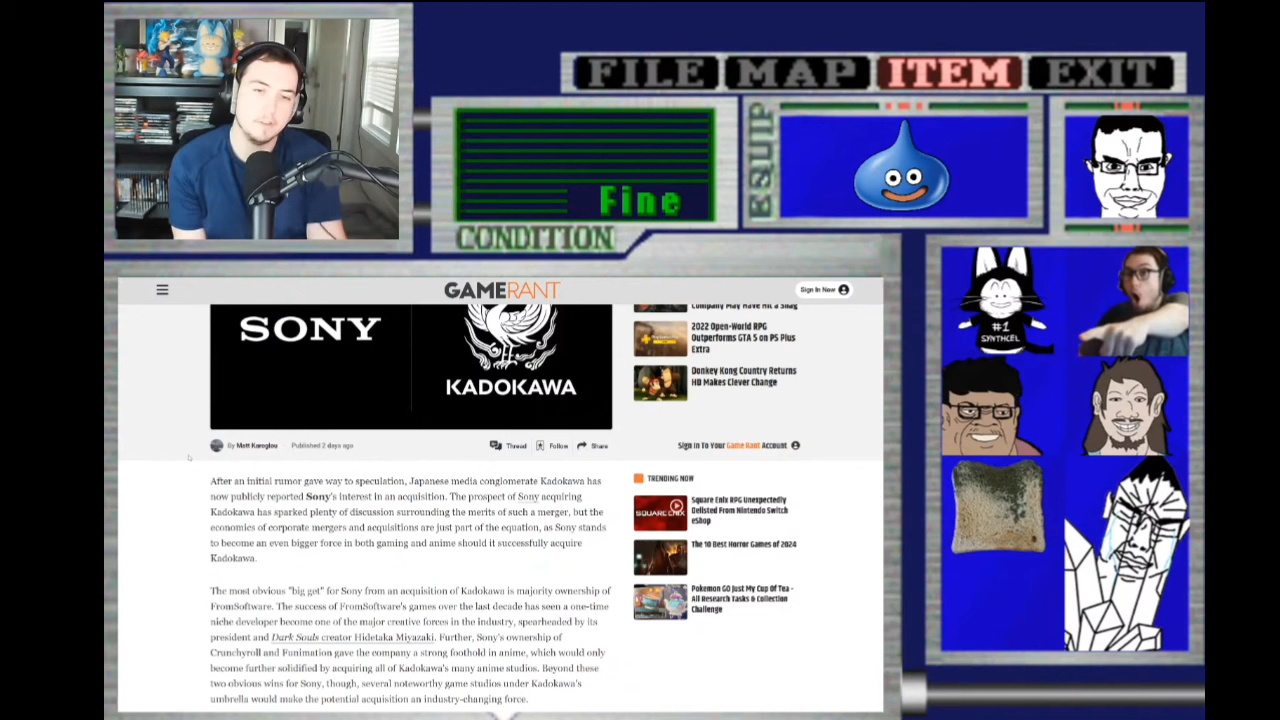 FILE MAP ITEM EXIT
EQUIP
Fine
CONDITION
#1
SYNTHCEL
GAMERANT
Sign In Now
SONY
KADOKAWA
Company May Have Hit a Snag
2022 Open-World RPG
Outperforms GTA 5 on PS Plus
Extra
Donkey Kong Country Returns
HD Makes Clever Change
By Matt Karoglou Published 2 days ago
Thread Follow Share
Sign in to your Game Rant account
After an initial rumor gave way to speculation, Japanese media conglomerate Kadokawa has
now publicly reported Sony's interest in an acquisition. The prospect of Sony acquiring
Kadokawa has sparked plenty of discussion surrounding the merits of such a merger, but the
economics of corporate mergers and acquisitions are just part of the equation, as Sony stands
to become an even bigger force in both gaming and anime should it successfully acquire
Kadokawa.
The most obvious "big get" for Sony from an acquisition of Kadokawa is majority ownership of
FromSoftware. The success of FromSoftware's games over the last decade has seen a one-time
niche developer become one of the major creative forces in the industry, spearheaded by its
president and Dark Souls creator Hidetaka Miyazaki. Further, Sony's ownership of
Crunchyroll and Funimation gave the company a strong foothold in anime, which would only
become further solidified by acquiring all of Kadokawa's many anime studios. Beyond these
two obvious wins for Sony, though, several noteworthy game studios under Kadokawa's
umbrella would make the potential acquisition an industry-changing force.
TRENDING NOW
SQUARE ENIX
Square Enix RPG Unexpectedly
Delisted From Nintendo Switch
eShop
The 10 Best Horror Games of 2024
Pokemon GO Just My Cup Of Tea -
All Research Tasks & Collection
Challenge